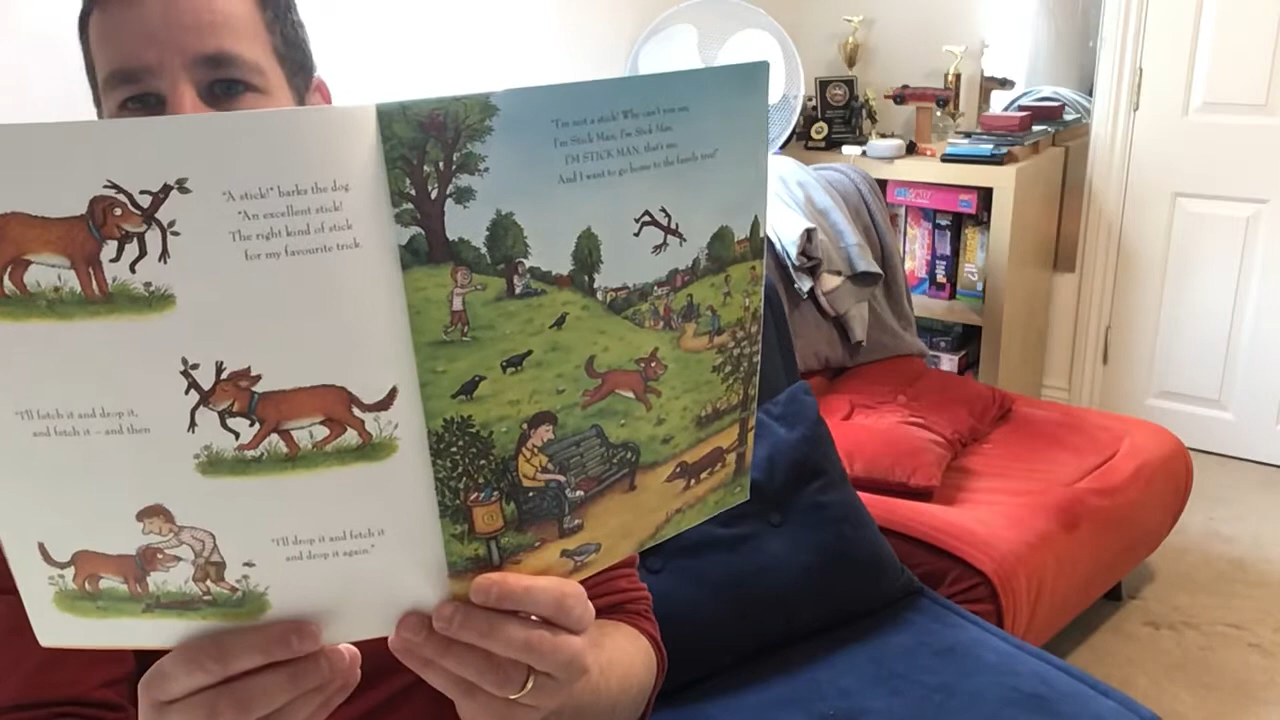 "A stick!" barks the dog.
"An excellent stick!
The right kind of stick
for my favourite trick.
"I'll fetch it and drop it,
and fetch it – and then
"I'll drop it and fetch it
and drop it again."
"I'm not a stick! Why can't you see,
I'm Stick Man, I'm Stick Man,
I'M STICK MAN, that's me,
And I want to go home to the family tree!"